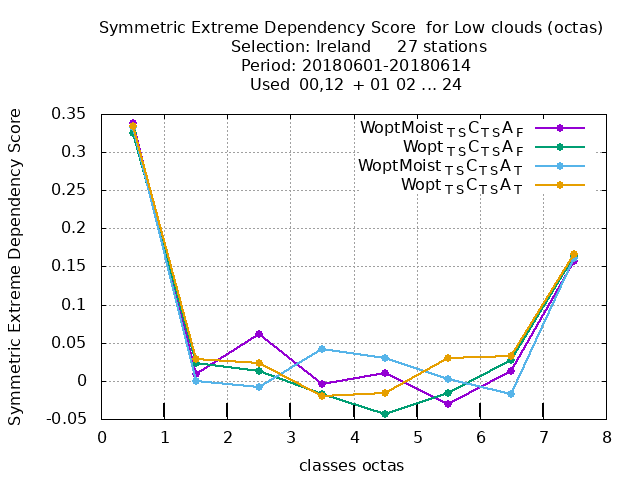 Symmetric Extreme Dependency Score  for Low clouds (octas)
Selection: Ireland     27 stations
Period: 20180601-20180614
Used  00,12  + 01 02 ... 24
Symmetric Extreme Dependency Score
0.35
0.3
0.25
0.2
0.15
0.1
0.05
0
-0.05
WoptMoist TS C TS A F
Wopt TS C TS A F
WoptMoist TS C TS A T
Wopt TS C TS A T
0 1 2 3 4 5 6 7 8
classes octas